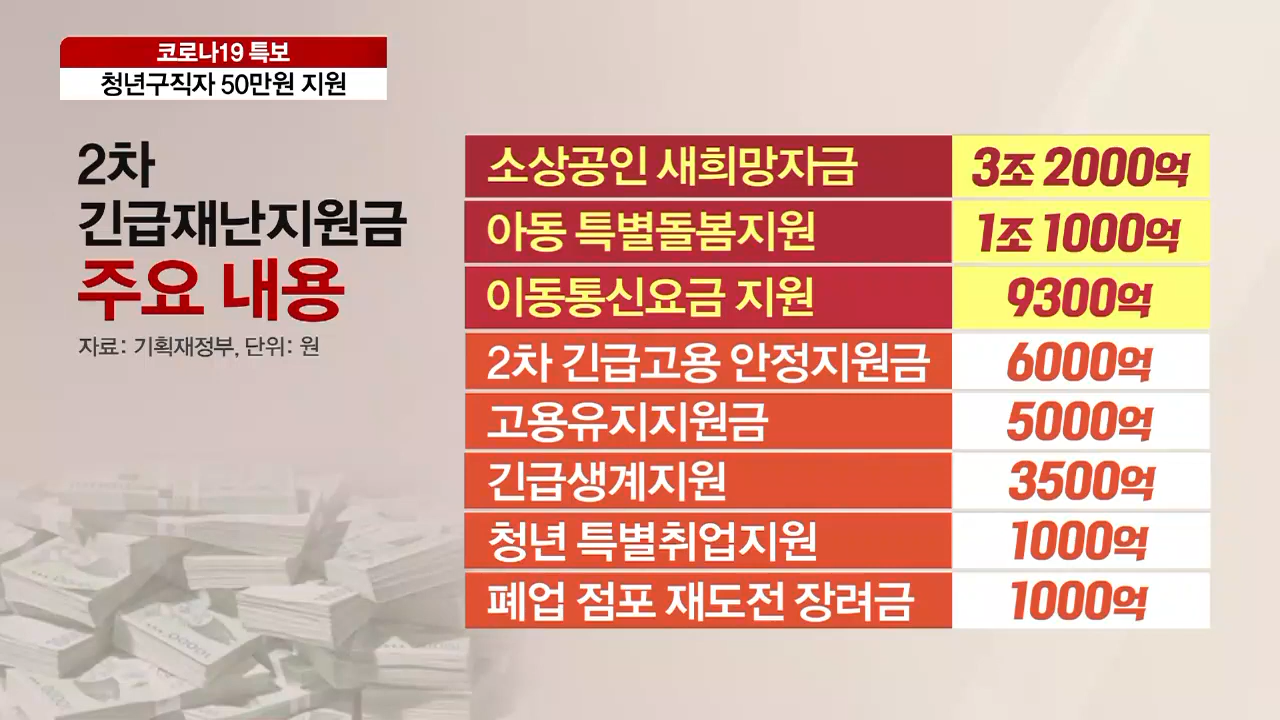 코로나19 특보
청년구직자 50만원 지원
2차
긴급재난지원금
주요 내용
자료: 기획재정부, 단위: 원
소상공인 새희망자금 3조 2000억
아동 특별돌봄지원 1조 1000억
이동통신요금 지원 9300억
2차 긴급고용 안정지원금 6000억
고용유지지원금 5000억
긴급생계지원 3500억
청년 특별취업지원 1000억
폐업 점포 재도전 장려금 1000억